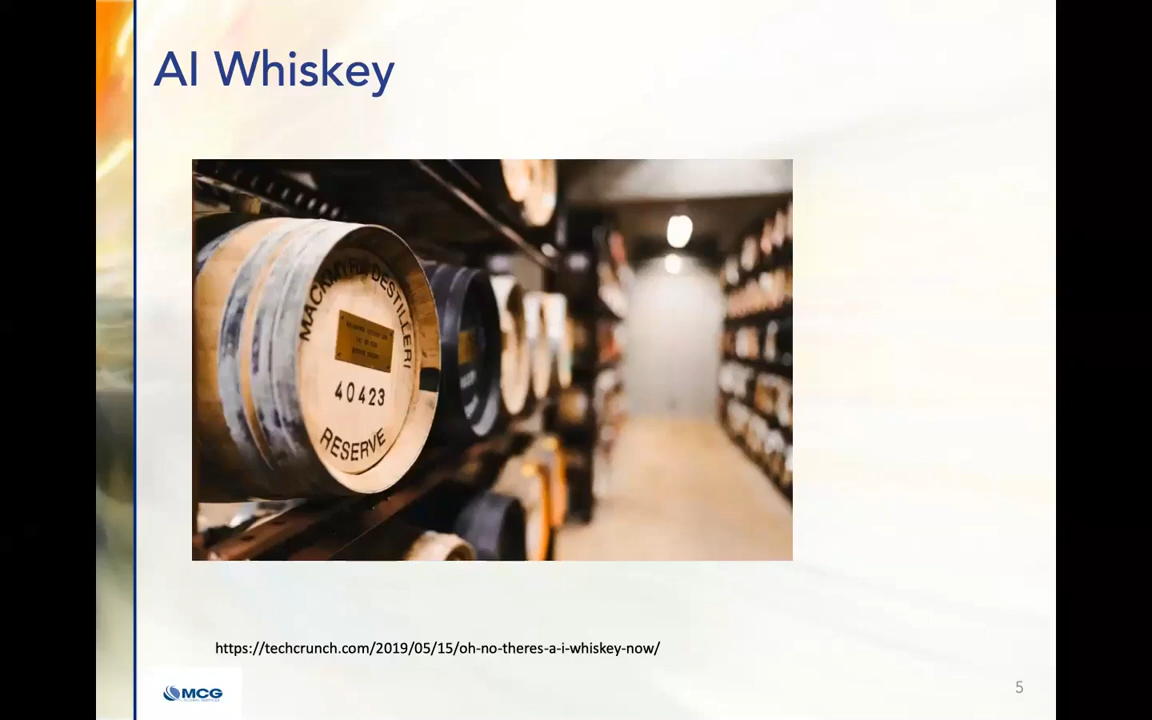 AI Whiskey
MACKMYRA DESTILLERI
40423
RESERVE
https://techcrunch.com/2019/05/15/oh-no-theres-a-i-whiskey-now/
MCG
5